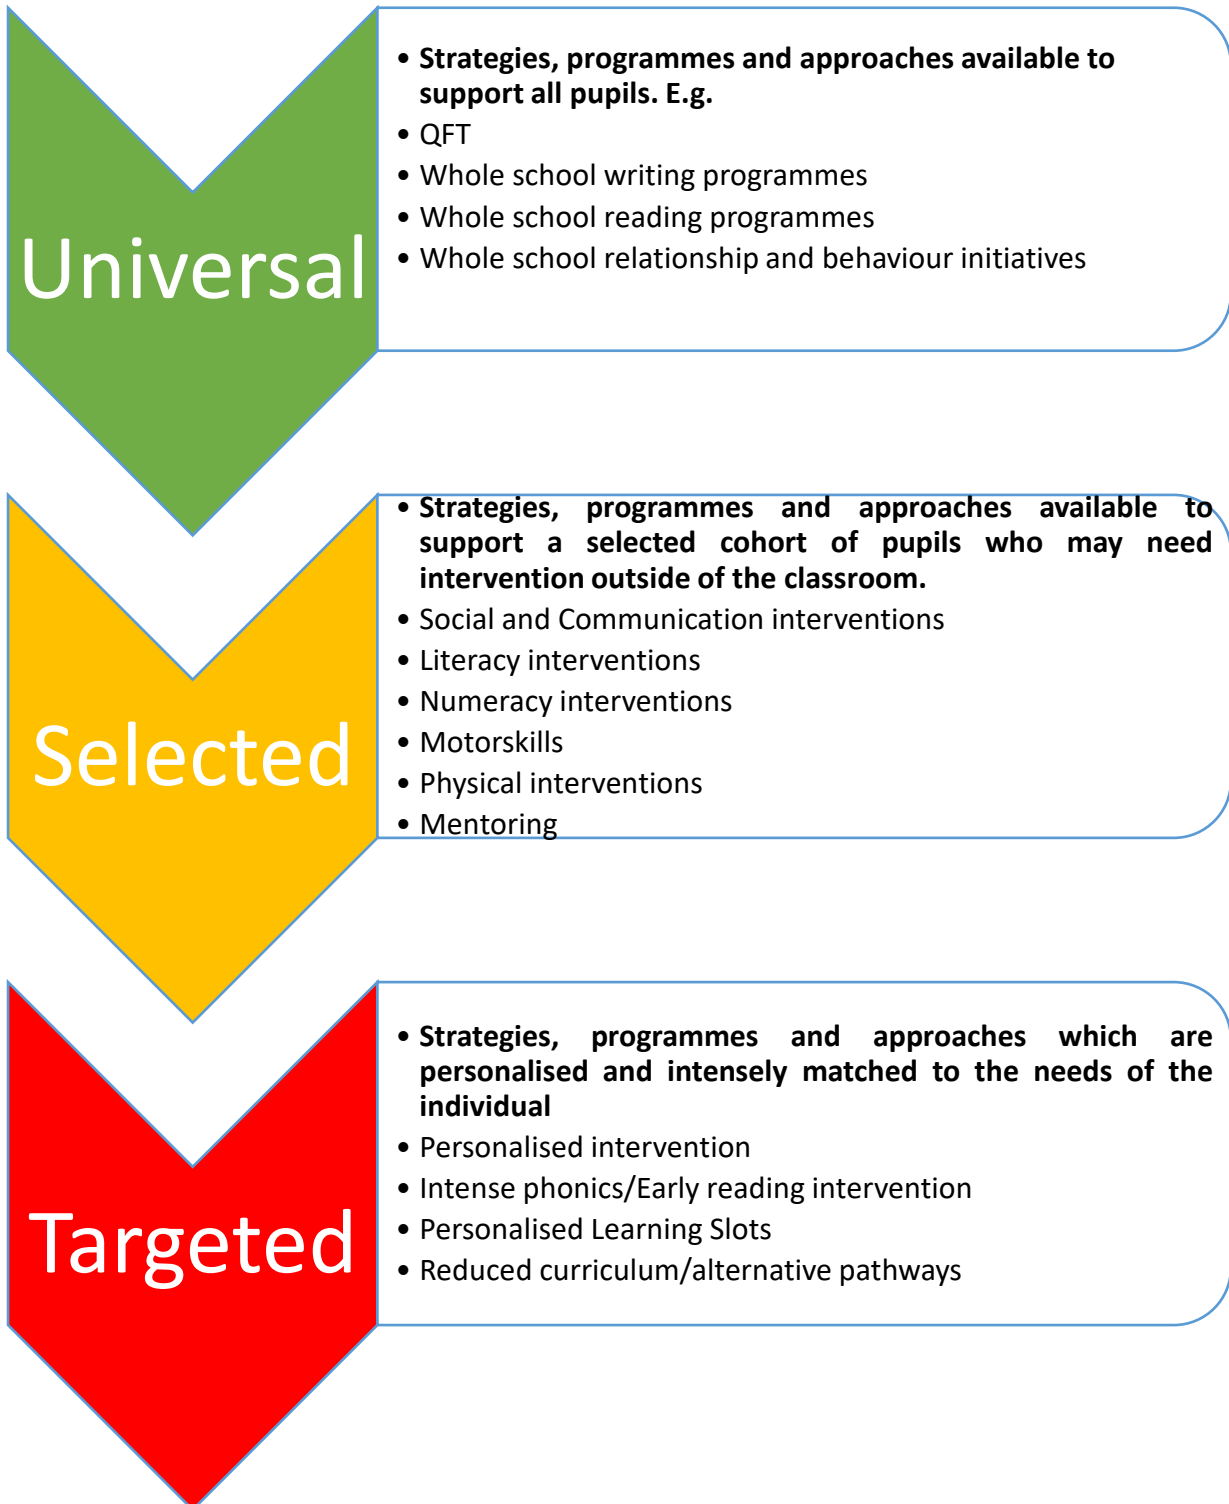 Universal
• Strategies, programmes and approaches available to
support all pupils. E.g.
• QFT
• Whole school writing programmes
• Whole school reading programmes
• Whole school relationship and behaviour initiatives
Selected
• Strategies, programmes and approaches available to
support a selected cohort of pupils who may need
intervention outside of the classroom.
• Social and Communication interventions
• Literacy interventions
• Numeracy interventions
• Motorskills
• Physical interventions
• Mentoring
Targeted
• Strategies, programmes and approaches which are
personalised and intensely matched to the needs of the
individual
• Personalised intervention
• Intense phonics/Early reading intervention
• Personalised Learning Slots
• Reduced curriculum/alternative pathways